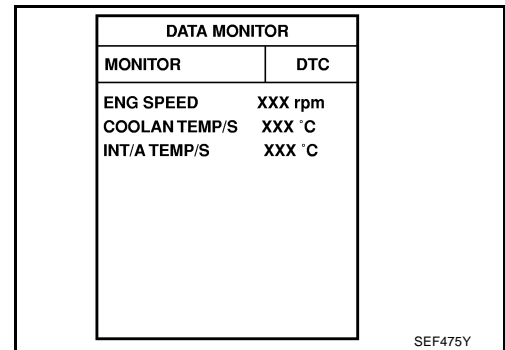 DATA MONITOR
MONITOR DTC
ENG SPEED XXX rpm
COOLAN TEMP/S XXX °C
INT/A TEMP/S XXX °C
SEF475Y